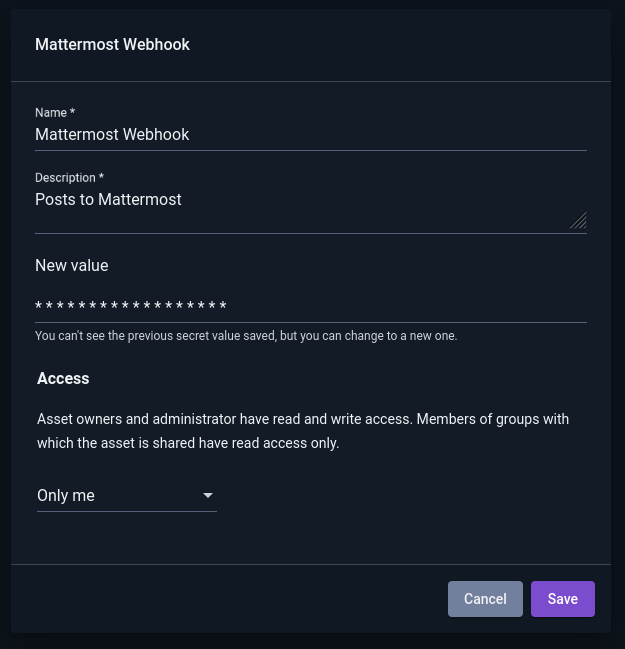 Mattermost Webhook
Name *
Mattermost Webhook
Description *
Posts to Mattermost
New value
* * * * * * * * * * * * * * * * * *
You can't see the previous secret value saved, but you can change to a new one.
Access
Asset owners and administrator have read and write access. Members of groups with
which the asset is shared have read access only.
Only me
Cancel
Save